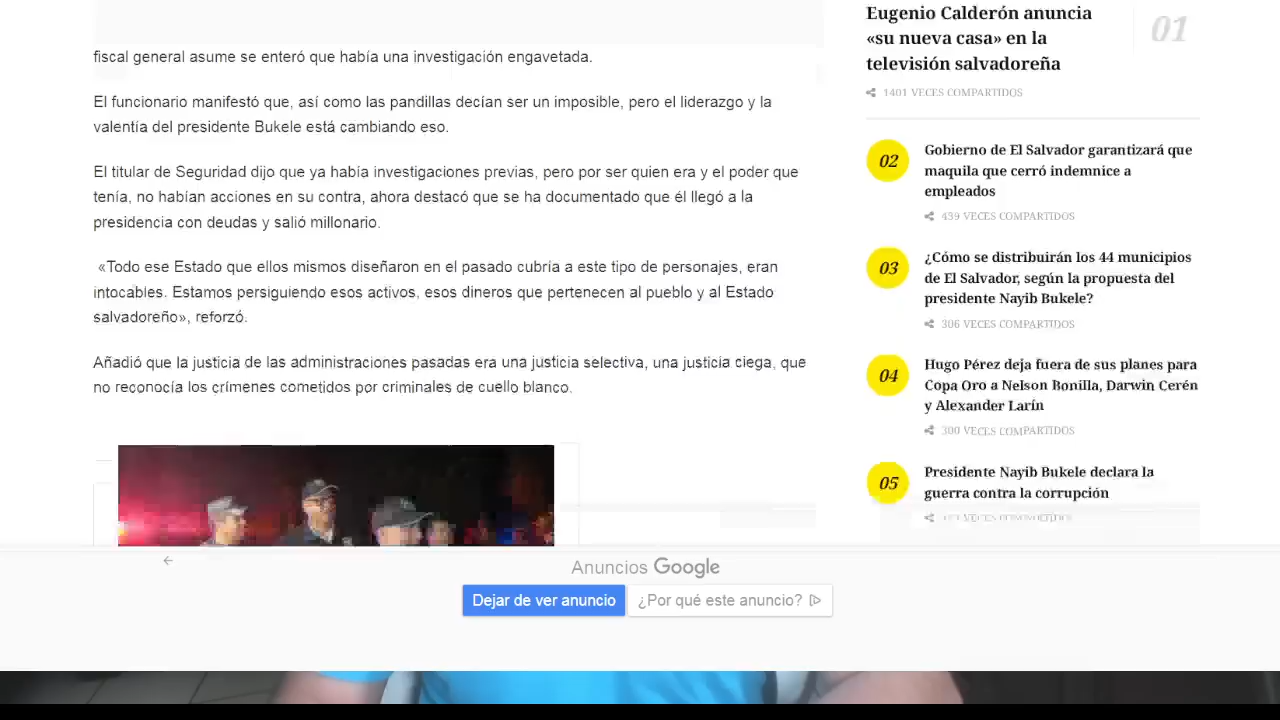 fiscal general asume se enteró que había una investigación engavetada.
El funcionario manifestó que, así como las pandillas decían ser un imposible, pero el liderazgo y la
valentía del presidente Bukele está cambiando eso.
El titular de Seguridad dijo que ya había investigaciones previas, pero por ser quien era y el poder que
tenía, no habían acciones en su contra, ahora destacó que se ha documentado que él llegó a la
presidencia con deudas y salió millonario.
«Todo ese Estado que ellos mismos diseñaron en el pasado cubría a este tipo de personajes, eran
intocables. Estamos persiguiendo esos activos, esos dineros que pertenecen al pueblo y al Estado
salvadoreño», reforzó.
Añadió que la justicia de las administraciones pasadas era una justicia selectiva, una justicia ciega, que
no reconocía los crímenes cometidos por criminales de cuello blanco.
Eugenio Calderón anuncia
«su nueva casa» en la
televisión salvadoreña
01
1401 VECES COMPARTIDOS
02
Gobierno de El Salvador garantizará que
maquila que cerró indemnice a
empleados
439 VECES COMPARTIDOS
03
¿Cómo se distribuirán los 44 municipios
de El Salvador, según la propuesta del
presidente Nayib Bukele?
306 VECES COMPARTIDOS
04
Hugo Pérez deja fuera de sus planes para
Copa Oro a Nelson Bonilla, Darwin Cerén
y Alexander Larín
300 VECES COMPARTIDOS
05
Presidente Nayib Bukele declara la
guerra contra la corrupción
VECES
Anuncios Google
Dejar de ver anuncio
¿Por qué este anuncio?